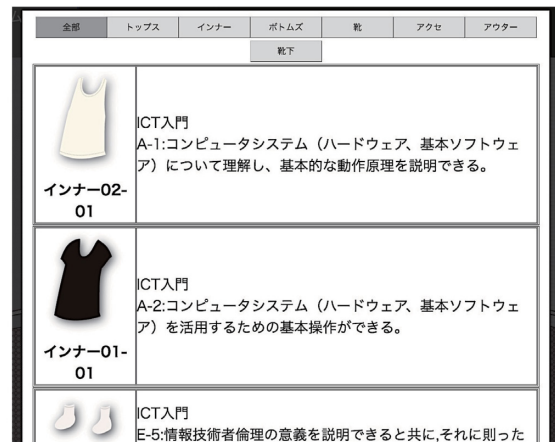 全部 トップス インナー ボトムズ 靴 アクセ アウター
靴下
インナー02-
01
ICT入門
A-1:コンピュータシステム（ハードウェア、基本ソフトウェ
ア）について理解し、基本的な動作原理を説明できる。
インナー01-
01
ICT入門
A-2:コンピュータシステム（ハードウェア、基本ソフトウェ
ア）を活用するための基本操作ができる。
ICT入門
E-5:情報技術者倫理の意義を説明できると共に,それに則った